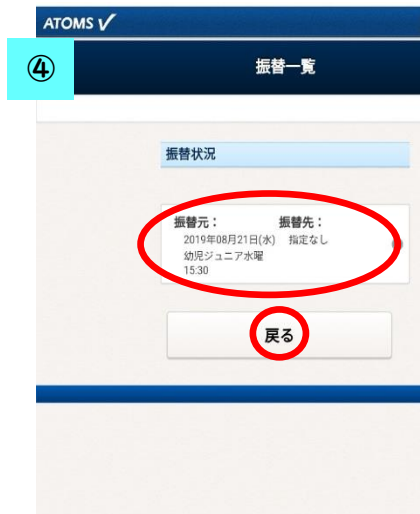 ATOMS V
④
振替一覧
振替状況
振替元： 振替先：
2019年08月21日(水) 指定なし
幼児ジュニア水曜
15:30
戻る